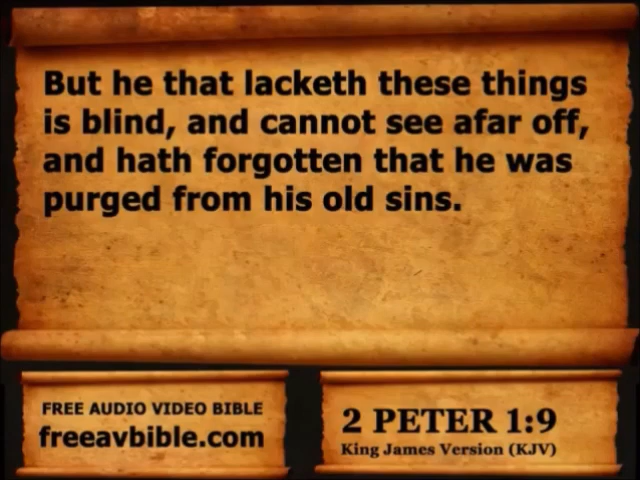 But he that lacketh these things
is blind, and cannot see afar off,
and hath forgotten that he was
purged from his old sins.
FREE AUDIO VIDEO BIBLE
freeavbible.com
2 PETER 1:9
King James Version (KJV)